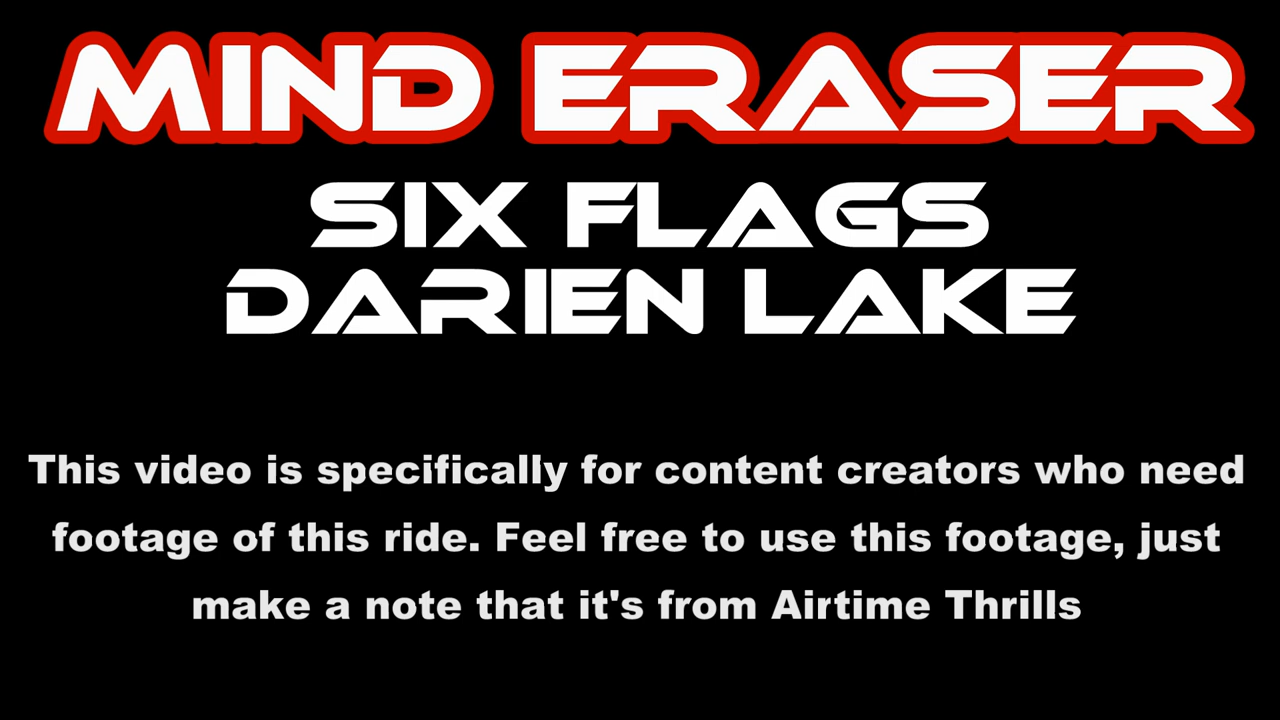 MIND ERASER
SIX FLAGS
DARIEN LAKE
This video is specifically for content creators who need
footage of this ride. Feel free to use this footage, just
make a note that it's from Airtime Thrills